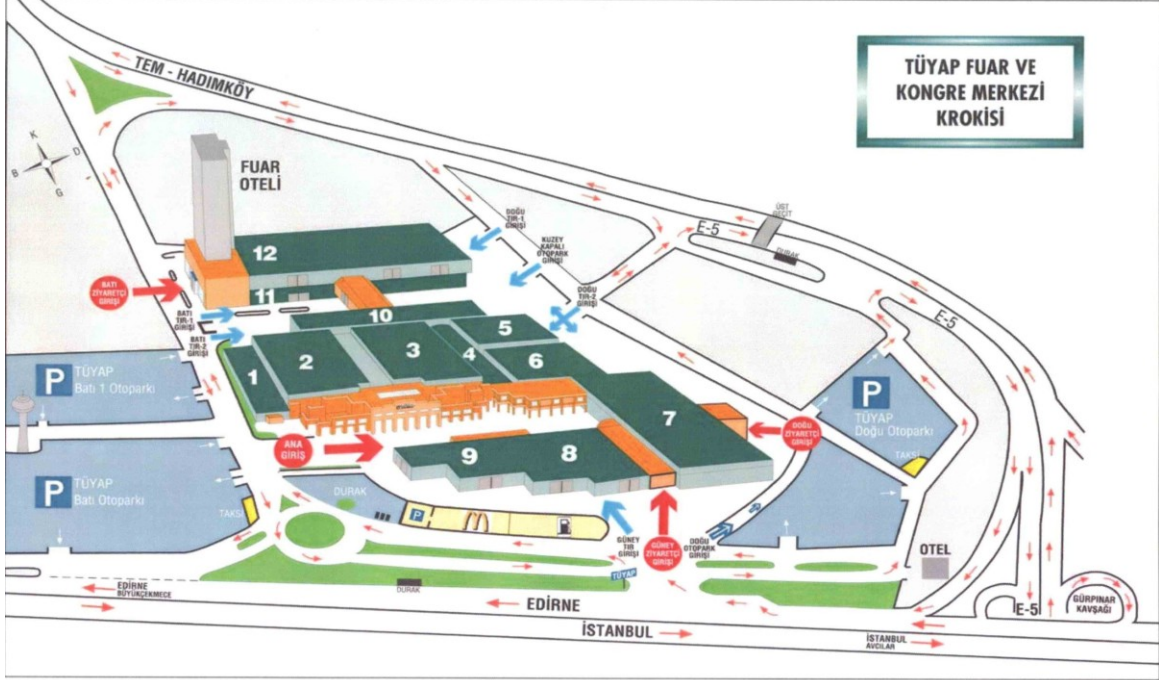 TÜYAP FUAR VE
KONGRE MERKEZİ
KROKİSİ
TEM - HADIMKÖY
K
D
B
G
FUAR
OTELİ
ÜST
GEÇİT
E-5
DURAK
DOĞU
TIR-1
GİRİŞİ
KUZEY
KAPALI
OTOPARK
GİRİŞİ
DOĞU
TIR-2
GİRİŞİ
E-5
12
11
10
BATI
ZİYARETÇİ
GİRİŞİ
BATI
TIR-1
GİRİŞİ
BATI
TIR-2
GİRİŞİ
1
2
3
4
5
6
7
8
9
P
TÜYAP
Batı 1 Otoparkı
P
TÜYAP
Doğu Otoparkı
TAKSİ
DOĞU
ZİYARETÇİ
GİRİŞİ
ANA
GİRİŞ
P
TÜYAP
Batı Otoparkı
TAKSİ
DURAK
P
GÜNEY
TIR
GİRİŞİ
GÜNEY
ZİYARETÇİ
GİRİŞİ
DOĞU
OTOPARK
GİRİŞİ
OTEL
TÜYAP
DURAK
EDİRNE
BÜYÜKÇEKMECE
EDİRNE
İSTANBUL
İSTANBUL
AVCILAR
E-5
GÜRPINAR
KAVŞAĞI